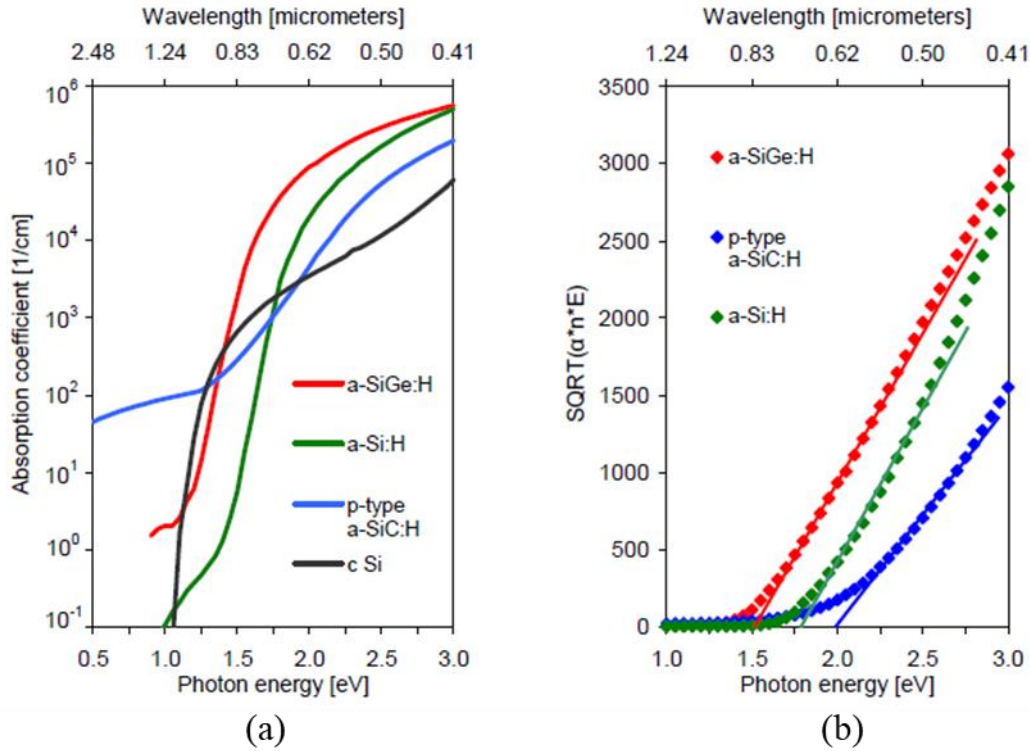 Wavelength [micrometers]
2.48 1.24 0.83 0.62 0.50 0.41
10^6
10^5
10^4
10^3
10^2
10^1
10^0
10^-1
Absorption coefficient [1/cm]
a-SiGe:H
a-Si:H
p-type
a-SiC:H
c Si
0.5 1.0 1.5 2.0 2.5 3.0
Photon energy [eV]
(a)
Wavelength [micrometers]
1.24 0.83 0.62 0.50 0.41
3500
3000
2500
2000
1500
1000
500
0
SQRT(α*n*E)
a-SiGe:H
p-type
a-SiC:H
a-Si:H
1.0 1.5 2.0 2.5 3.0
Photon energy [eV]
(b)